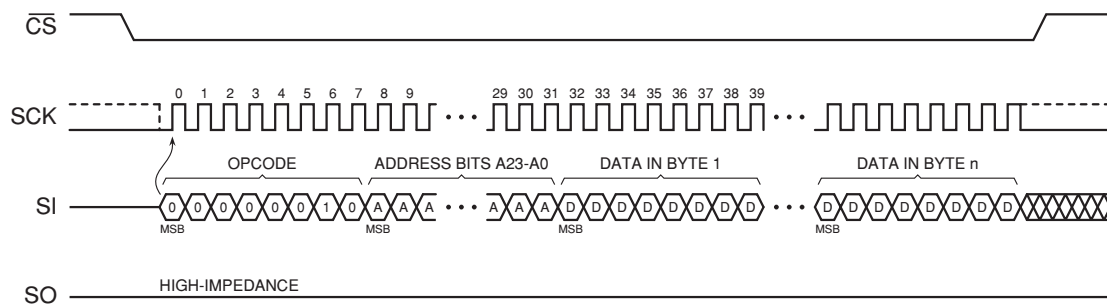 CS
0 1 2 3 4 5 6 7 8 9 29 30 31 32 33 34 35 36 37 38 39
SCK
OPCODE ADDRESS BITS A23-A0 DATA IN BYTE 1 DATA IN BYTE n
SI 0 0 0 0 0 0 1 0 A A A A A A D D D D D D D D D D D D D D D D
MSB MSB MSB MSB
HIGH-IMPEDANCE
SO